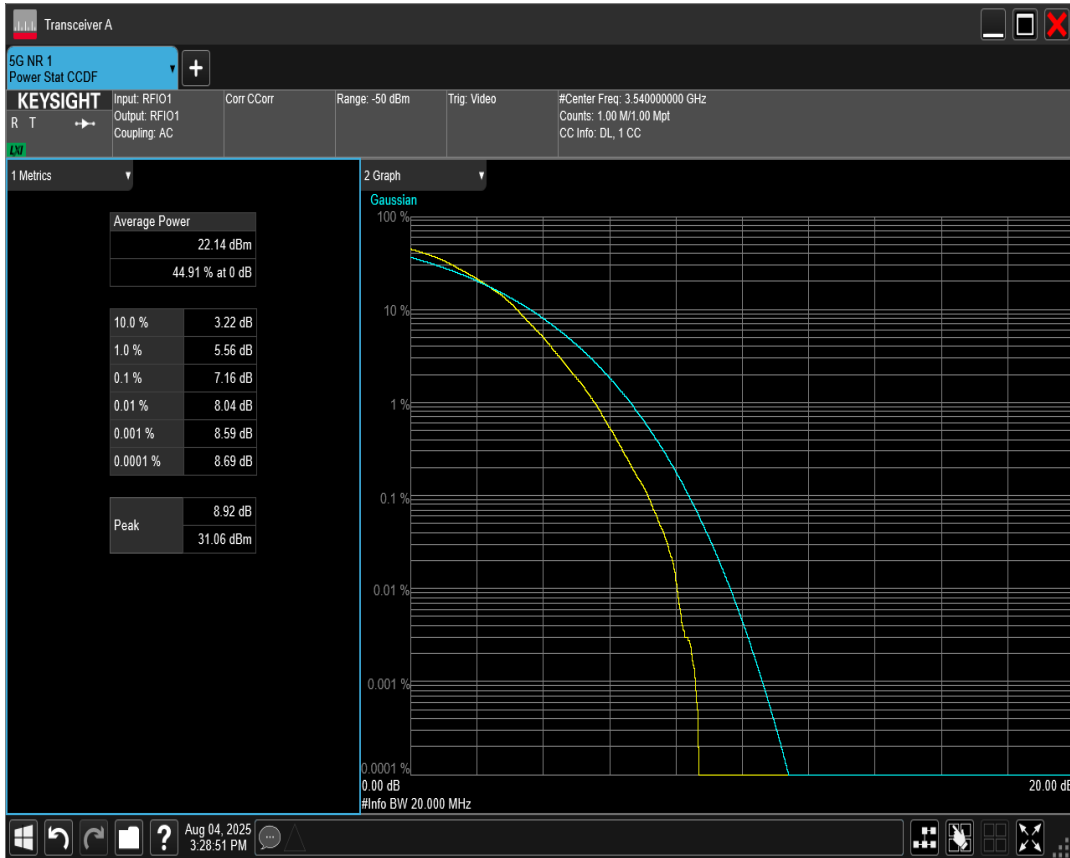 Transceiver A
5G NR 1
Power Stat CCDF
KEYSIGHT
R T
LXI
Input: RFIO1
Output: RFIO1
Coupling: AC
Corr CCorr
Range: -50 dBm
Trig: Video
#Center Freq: 3.540000000 GHz
Counts: 1.00 M/1.00 Mpt
CC Info: DL, 1 CC
1 Metrics
Average Power
22.14 dBm
44.91 % at 0 dB
10.0 % 3.22 dB
1.0 % 5.56 dB
0.1 % 7.16 dB
0.01 % 8.04 dB
0.001 % 8.59 dB
0.0001 % 8.69 dB
Peak 8.92 dB
31.06 dBm
2 Graph
Gaussian
100 %
10 %
1 %
0.1 %
0.01 %
0.001 %
0.0001 %
0.00 dB 20.00 dB
#Info BW 20.000 MHz
?
Aug 04, 2025
3:28:51 PM